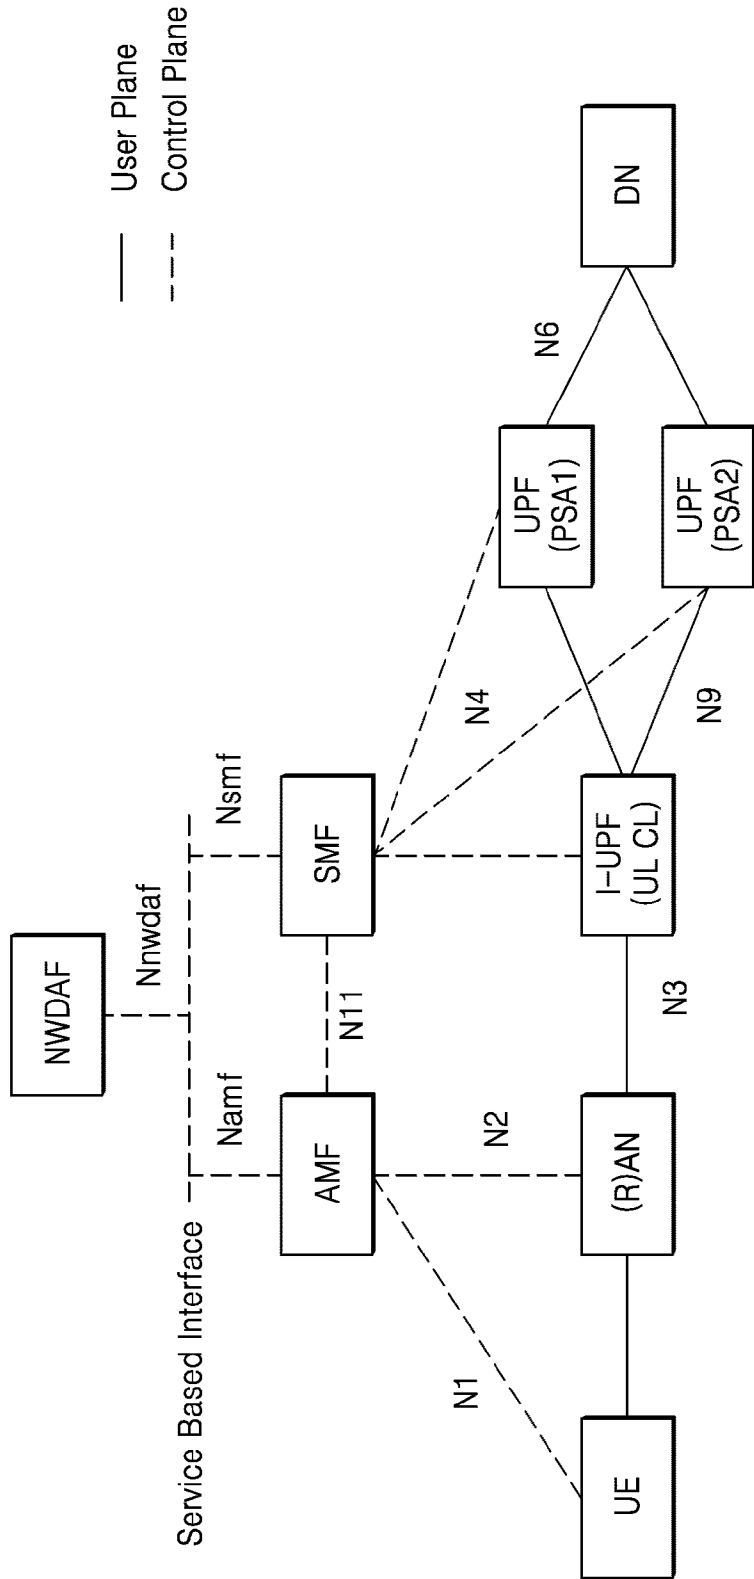 User Plane
Control Plane
NWDAF
Nnwdaf
Service Based Interface
Namf
Nsmf
AMF
N11
SMF
N1
N2
N4
UPF
(PSA1)
N6
UE
(R)AN
N3
I-UPF
(UL CL)
N9
UPF
(PSA2)
DN